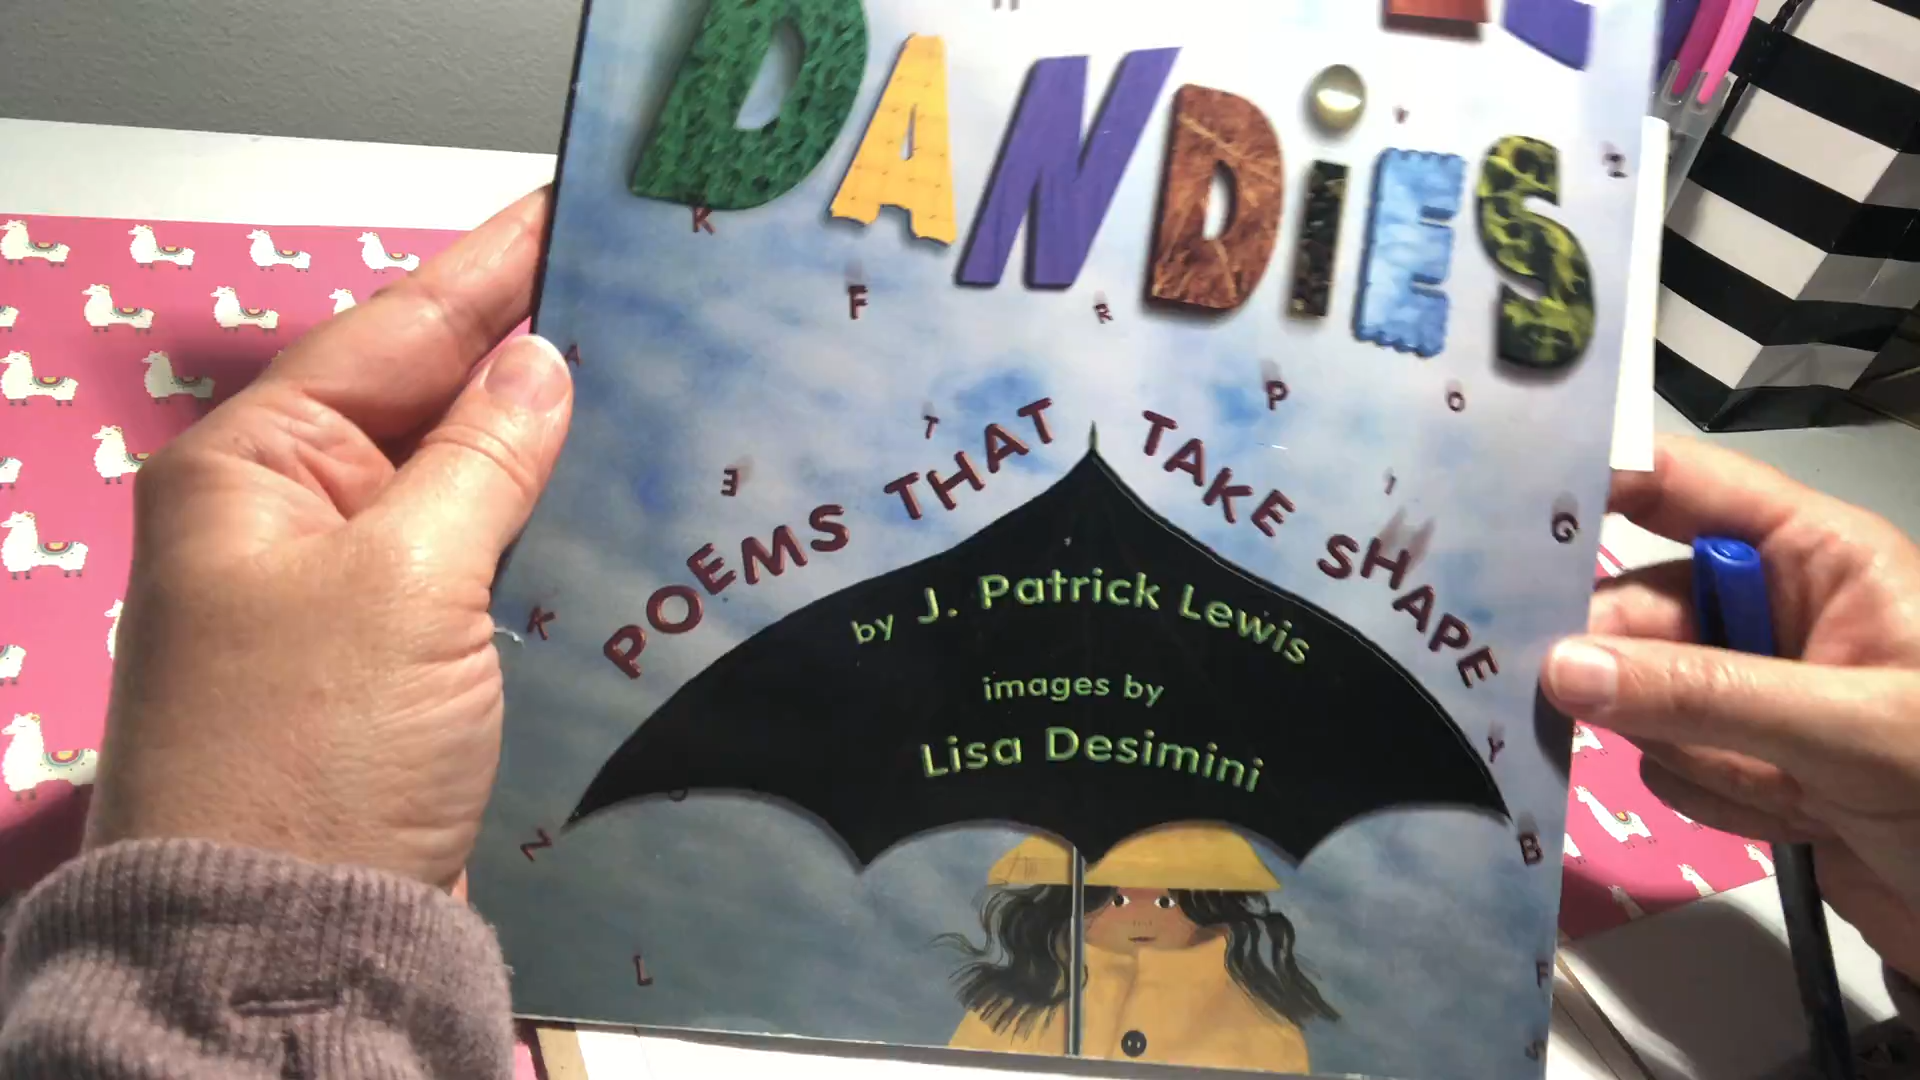 DANDiES
POEMS THAT TAKE SHAPE
by J. Patrick Lewis
images by
Lisa Desimini